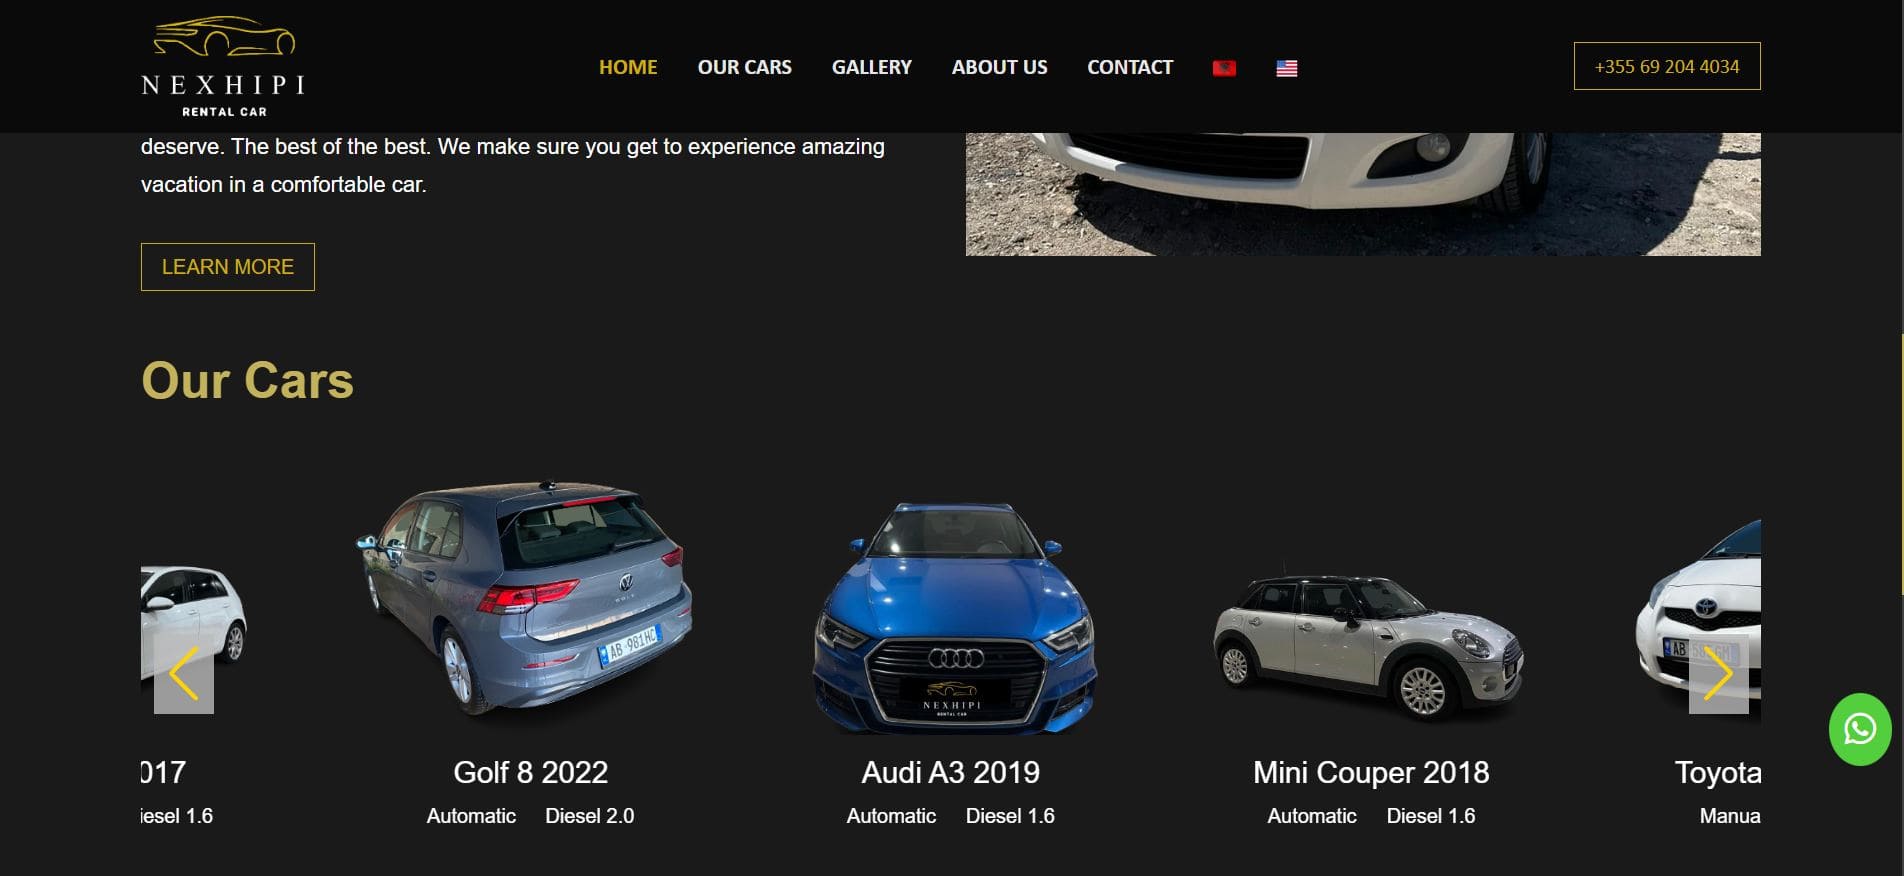 NEXHIPI
RENTAL CAR
HOME OUR CARS GALLERY ABOUT US CONTACT
+355 69 204 4034
deserve. The best of the best. We make sure you get to experience amazing
vacation in a comfortable car.
LEARN MORE
Our Cars
GOLF
AB 981HC
NEXHIPI
RENTAL CAR
AB
017 Golf 8 2022 Audi A3 2019 Mini Couper 2018 Toyota
iesel 1.6 Automatic Diesel 2.0 Automatic Diesel 1.6 Automatic Diesel 1.6 Manua